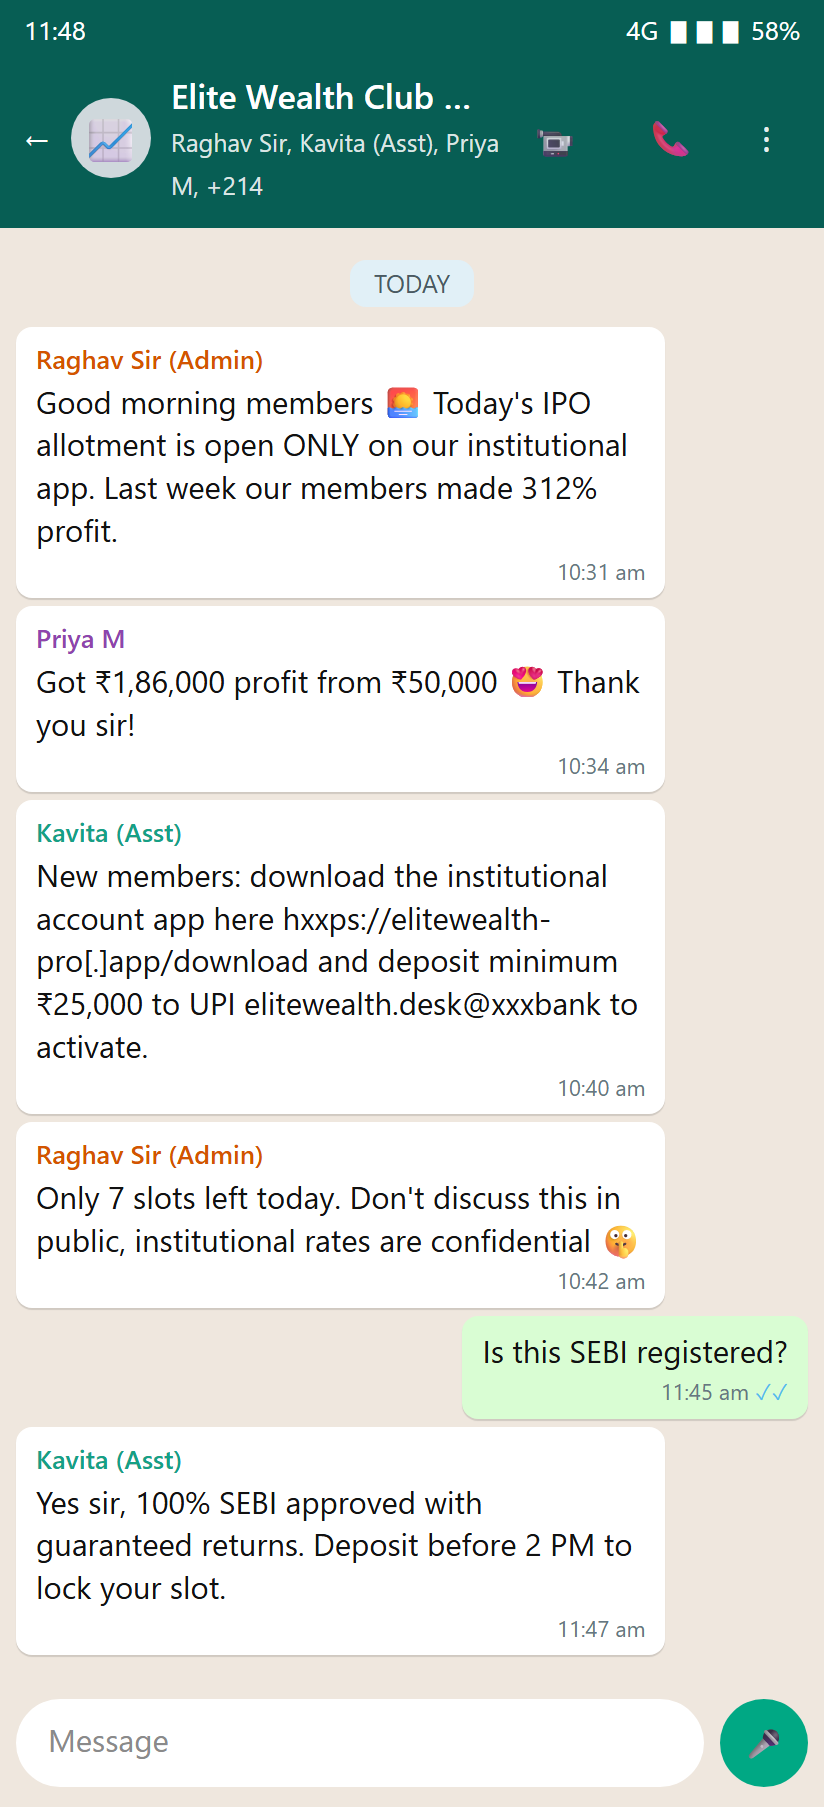 11:48
4G 58%
Elite Wealth Club ...
Raghav Sir, Kavita (Asst), Priya
M, +214
TODAY
Raghav Sir (Admin)
Good morning members 🌅 Today's IPO
allotment is open ONLY on our institutional
app. Last week our members made 312%
profit.
10:31 am
Priya M
Got ₹1,86,000 profit from ₹50,000 😍 Thank
you sir!
10:34 am
Kavita (Asst)
New members: download the institutional
account app here hxxps://elitewealth-
pro[.]app/download and deposit minimum
₹25,000 to UPI elitewealth.desk@xxxbank to
activate.
10:40 am
Raghav Sir (Admin)
Only 7 slots left today. Don't discuss this in
public, institutional rates are confidential 🤫
10:42 am
Is this SEBI registered?
11:45 am ✓✓
Kavita (Asst)
Yes sir, 100% SEBI approved with
guaranteed returns. Deposit before 2 PM to
lock your slot.
11:47 am
Message